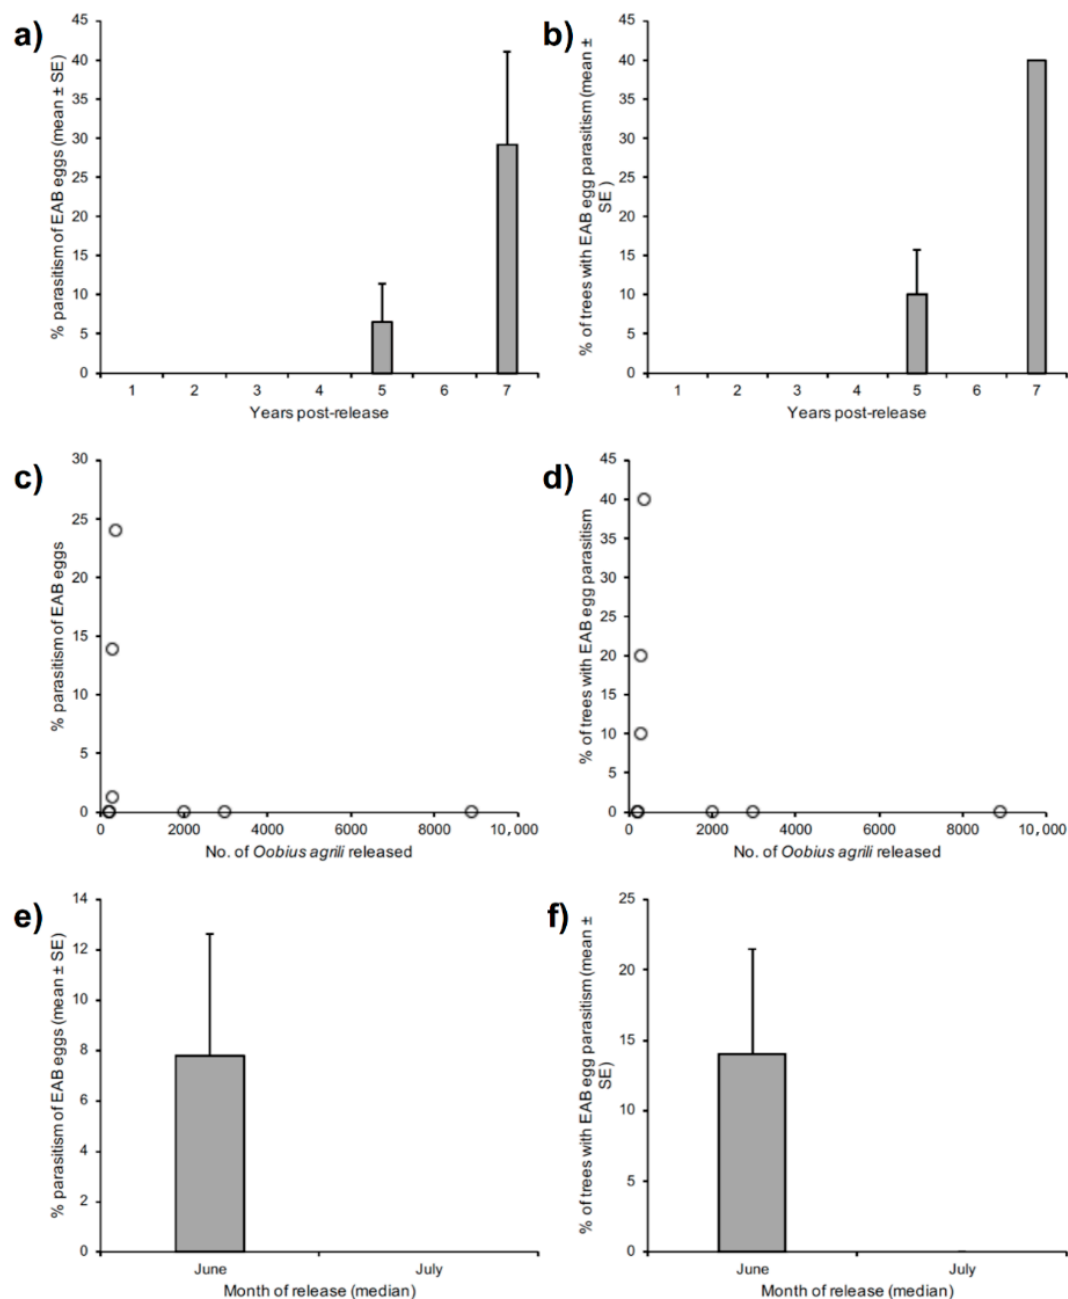 a)
% parasitism of EAB eggs (mean ± SE)
45
40
35
30
25
20
15
10
5
0
1 2 3 4 5 6 7
Years post-release
b)
% of trees with EAB egg parasitism (mean ±
SE )
45
40
35
30
25
20
15
10
5
0
1 2 3 4 5 6 7
Years post-release
c)
% parasitism of EAB eggs
30
25
20
15
10
5
0
0 2000 4000 6000 8000 10,000
No. of Oobius agrili released
d)
% of trees with EAB egg parasitism
45
40
35
30
25
20
15
10
5
0
0 2000 4000 6000 8000 10,000
No. of Oobius agrili released
e)
% parasitism of EAB eggs (mean ± SE)
14
12
10
8
6
4
2
0
June July
Month of release (median)
f)
% of trees with EAB egg parasitism (mean ±
SE)
25
20
15
10
5
0
June July
Month of release (median)